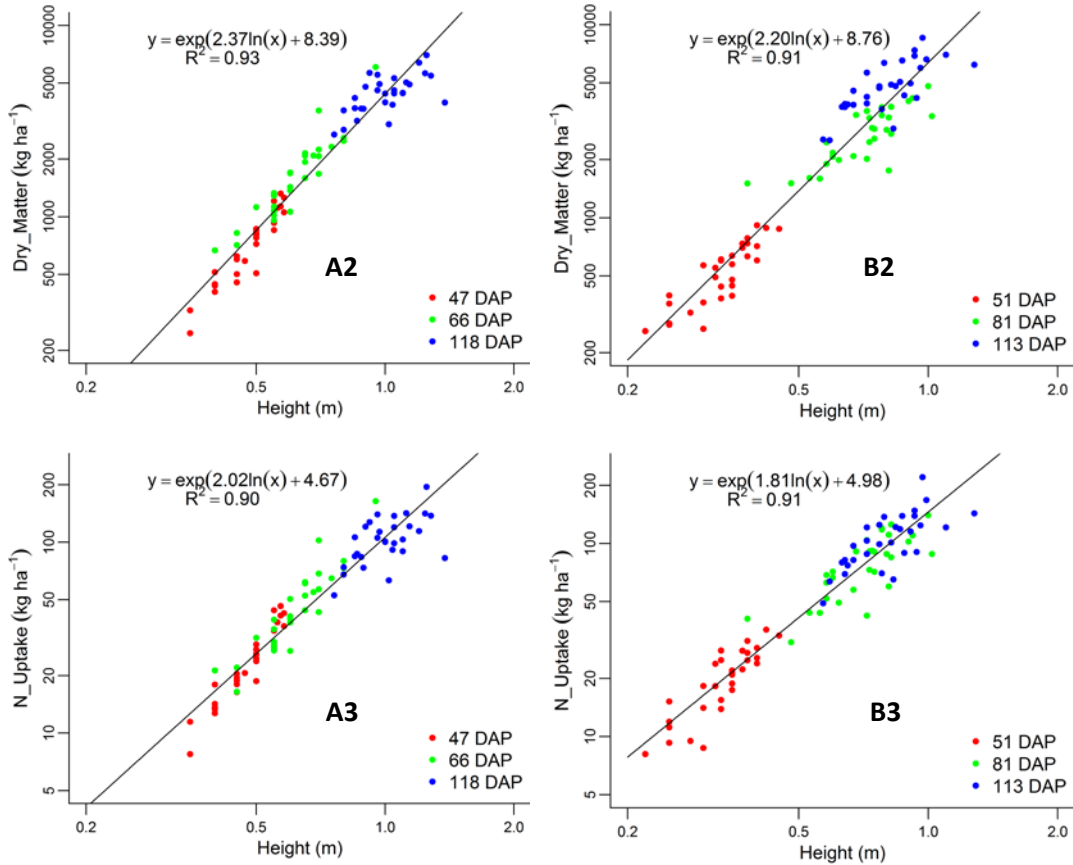 y = exp(2.37ln(x) + 8.39)
R² = 0.93
Dry_Matter (kg ha⁻¹)
10000
5000
2000
1000
500
200
A2
47 DAP
66 DAP
118 DAP
0.2 0.5 1.0 2.0
Height (m)
y = exp(2.20ln(x) + 8.76)
R² = 0.91
Dry_Matter (kg ha⁻¹)
10000
5000
2000
1000
500
200
B2
51 DAP
81 DAP
113 DAP
0.2 0.5 1.0 2.0
Height (m)
y = exp(2.02ln(x) + 4.67)
R² = 0.90
N_Uptake (kg ha⁻¹)
200
100
50
20
10
5
A3
47 DAP
66 DAP
118 DAP
0.2 0.5 1.0 2.0
Height (m)
y = exp(1.81ln(x) + 4.98)
R² = 0.91
N_Uptake (kg ha⁻¹)
200
100
50
20
10
5
B3
51 DAP
81 DAP
113 DAP
0.2 0.5 1.0 2.0
Height (m)